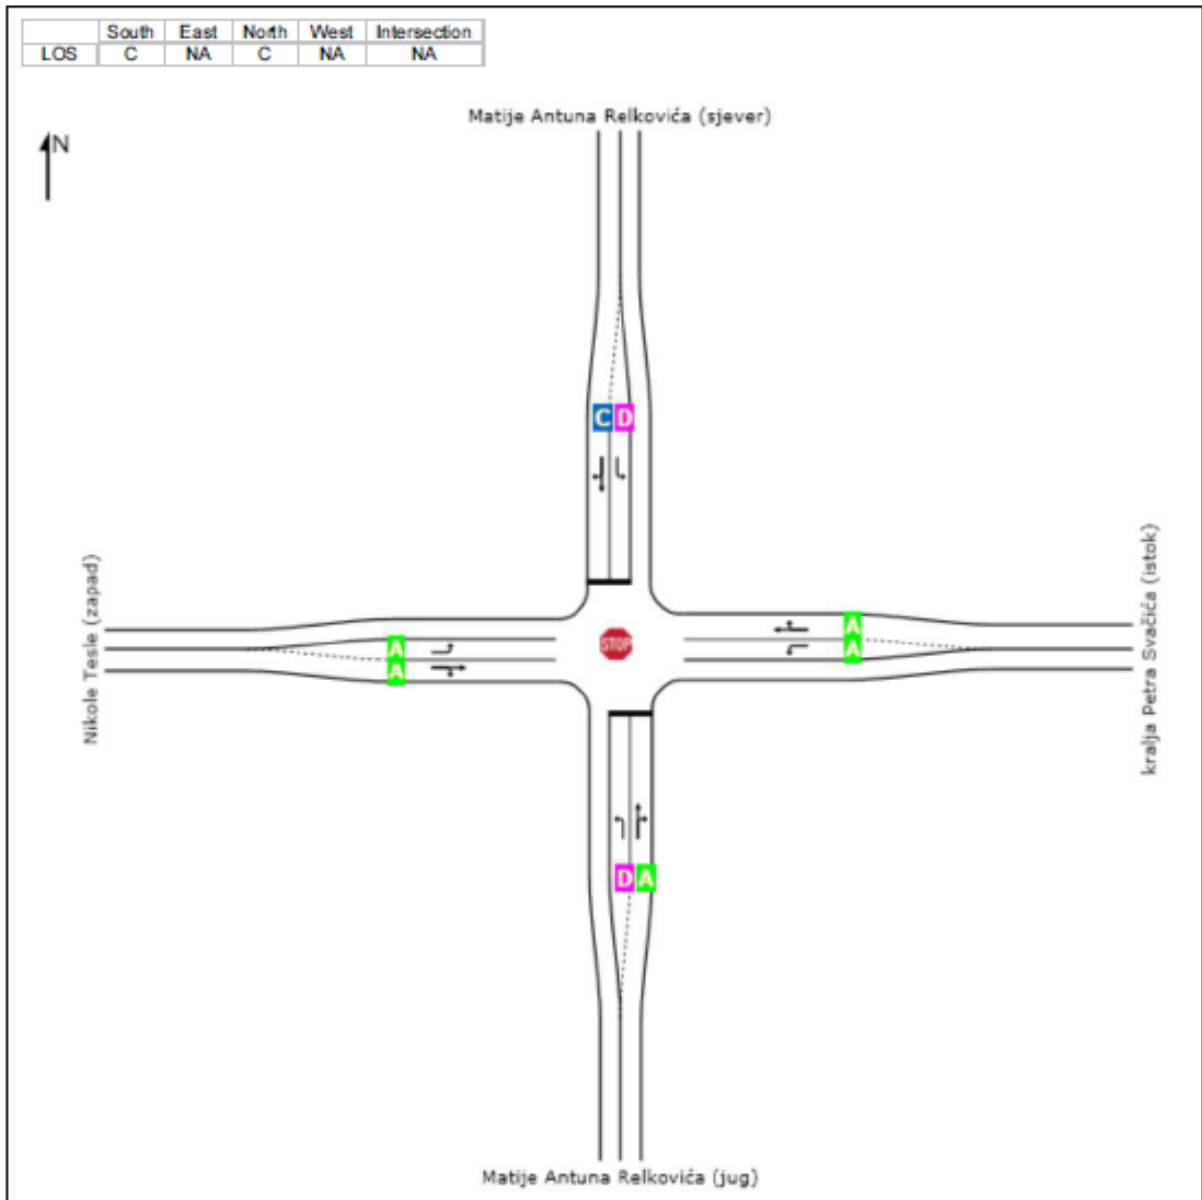 South East North West Intersection
LOS C NA C NA NA
Matije Antuna Relkovića (sjever)
N
C D
Nikole Tesle (zapad)
A
A
STOP
A
A
kralja Petra Svačića (istok)
D A
Matije Antuna Relkovića (jug)